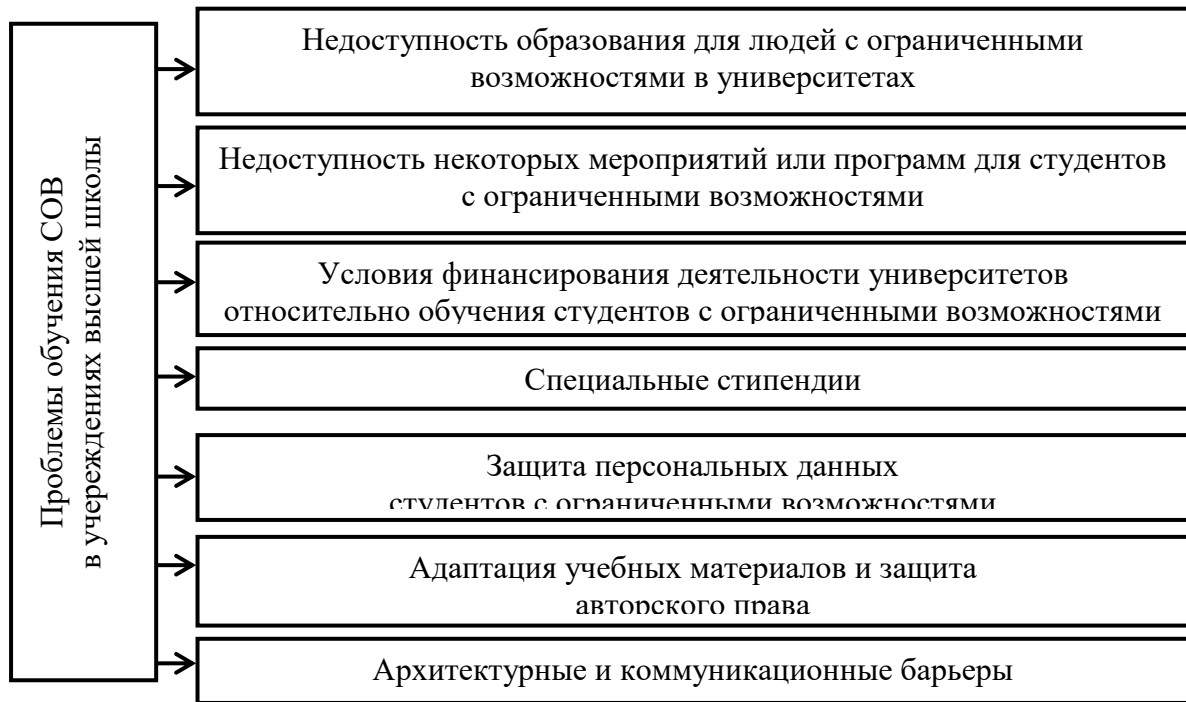 Проблемы обучения СОВ
в учереждениях высшей школы
Недоступность образования для людей с ограниченными
возможностями в университетах
Недоступность некоторых мероприятий или программ для студентов
с ограниченными возможностями
Условия финансирования деятельности университетов
относительно обучения студентов с ограниченными возможностями
Специальные стипендии
Защита персональных данных
студентов с ограниченными возможностями
Адаптация учебных материалов и защита
авторского права
Архитектурные и коммуникационные барьеры